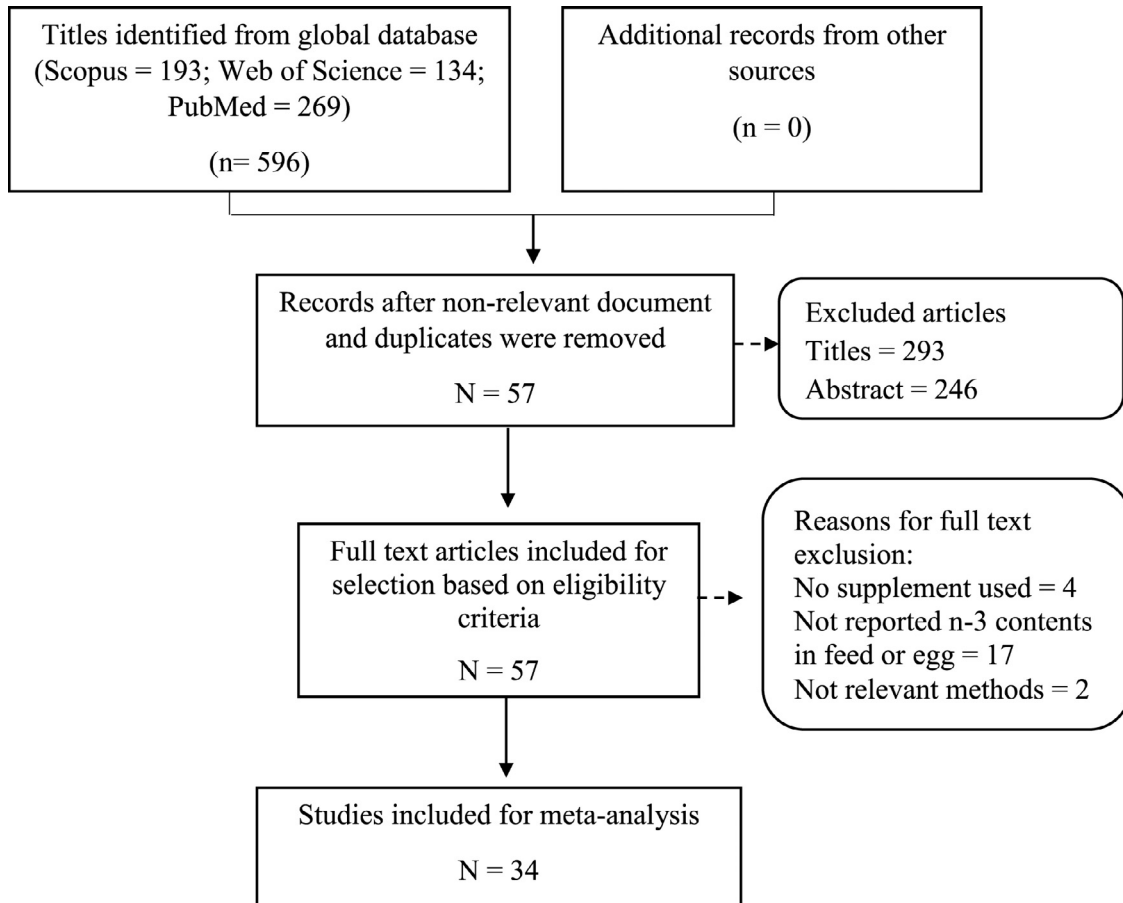 Titles identified from global database
(Scopus = 193; Web of Science = 134;
PubMed = 269)
(n= 596)
Additional records from other
sources
(n = 0)
Records after non-relevant document
and duplicates were removed
N = 57
Excluded articles
Titles = 293
Abstract = 246
Full text articles included for
selection based on eligibility
criteria
N = 57
Reasons for full text
exclusion:
No supplement used = 4
Not reported n-3 contents
in feed or egg = 17
Not relevant methods = 2
Studies included for meta-analysis
N = 34